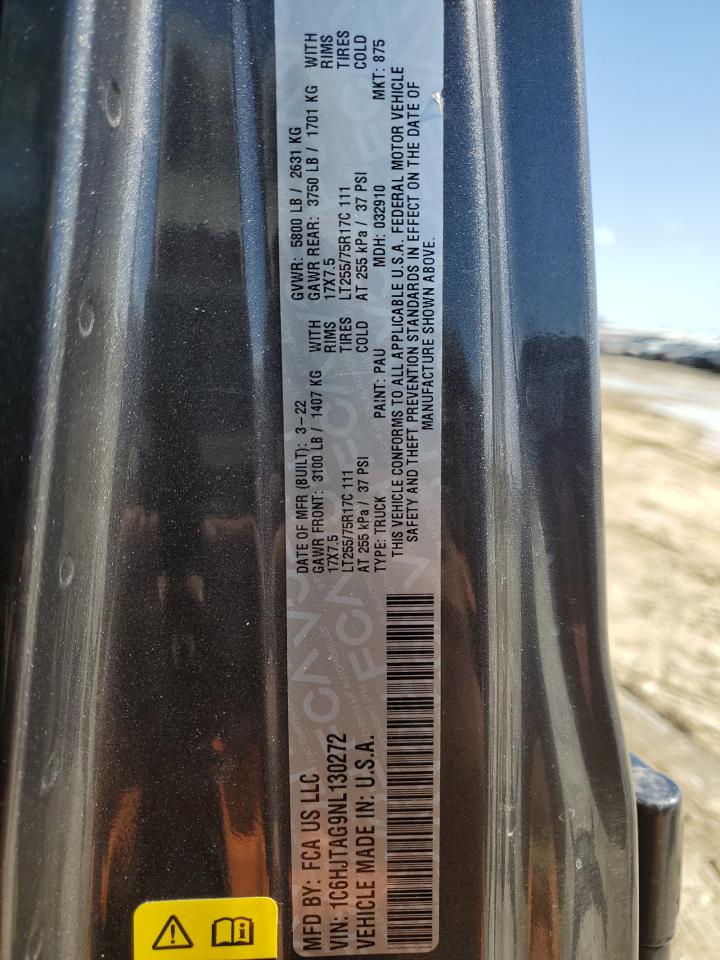 MFD BY: FCA US LLC
VIN: 1C6HJTAG9NL130272
VEHICLE MADE IN: U.S.A.
DATE OF MFR (BUILT): 3-22 GVWR: 5800 LB / 2631 KG
GAWR FRONT: 3100 LB / 1407 KG WITH GAWR REAR: 3750 LB / 1701 KG WITH
17X7.5 RIMS 17X7.5 RIMS
LT255/75R17C 111 TIRES LT255/75R17C 111 TIRES
AT 255 kPa / 37 PSI COLD AT 255 kPa / 37 PSI COLD
TYPE: TRUCK PAINT: PAU MDH: 032910 MKT: 875
THIS VEHICLE CONFORMS TO ALL APPLICABLE U.S.A. FEDERAL MOTOR VEHICLE
SAFETY AND THEFT PREVENTION STANDARDS IN EFFECT ON THE DATE OF
MANUFACTURE SHOWN ABOVE.